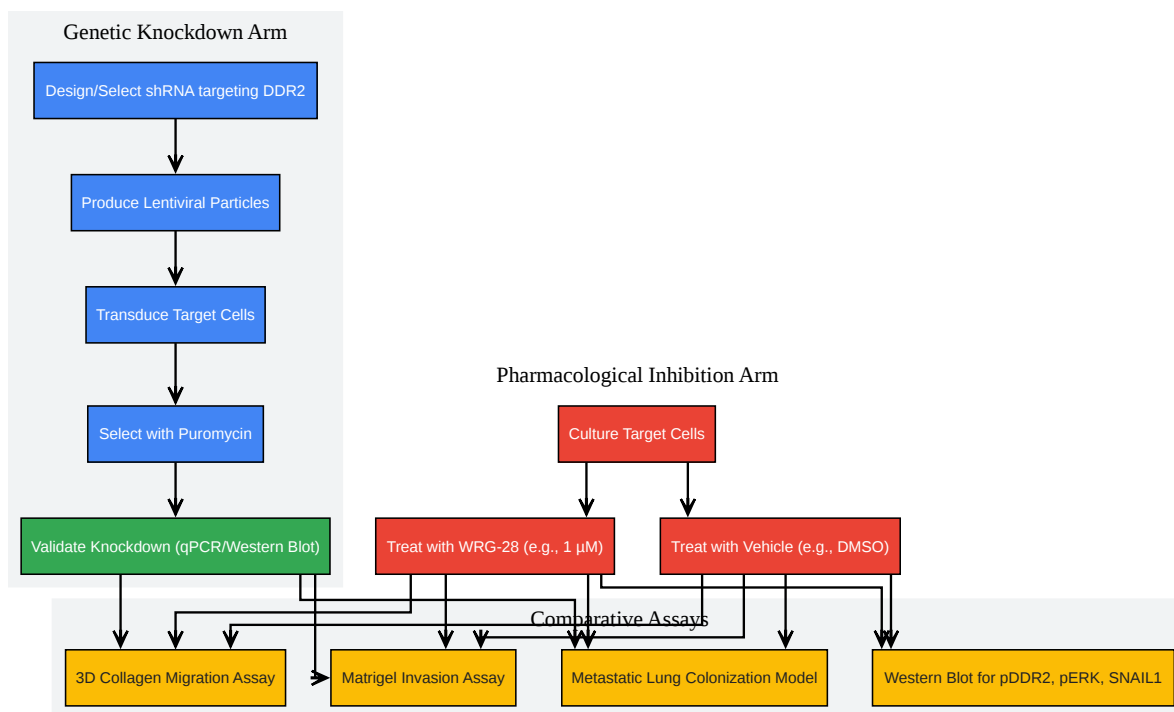 Genetic Knockdown Arm
Design/Select shRNA targeting DDR2
Produce Lentiviral Particles
Transduce Target Cells
Select with Puromycin
Validate Knockdown (qPCR/Western Blot)
Pharmacological Inhibition Arm
Culture Target Cells
Treat with WRG-28 (e.g., 1 µM)
Treat with Vehicle (e.g., DMSO)
Comparative Assays
3D Collagen Migration Assay
Matrigel Invasion Assay
Metastatic Lung Colonization Model
Western Blot for pDDR2, pERK, SNAIL1